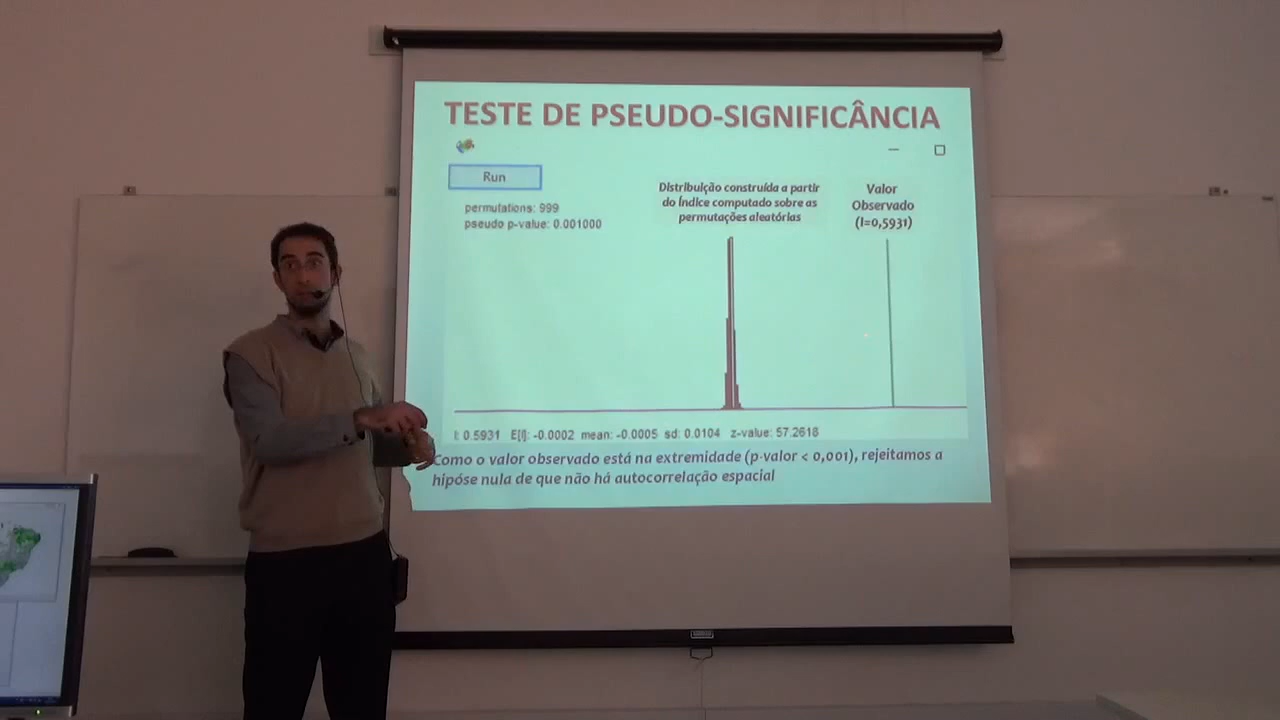 TESTE DE PSEUDO-SIGNIFICÂNCIA
Run
permutations: 999
pseudo p-value: 0.001000
Distribuição construída a partir
do Índice computado sobre as
permutações aleatórias
Valor
Observado
(I=0,5931)
I: 0.5931 E[I]: -0.0002 mean: -0.0005 sd: 0.0104 z-value: 57.2618
Como o valor observado está na extremidade (p-valor < 0,001), rejeitamos a
hipóse nula de que não há autocorrelação espacial